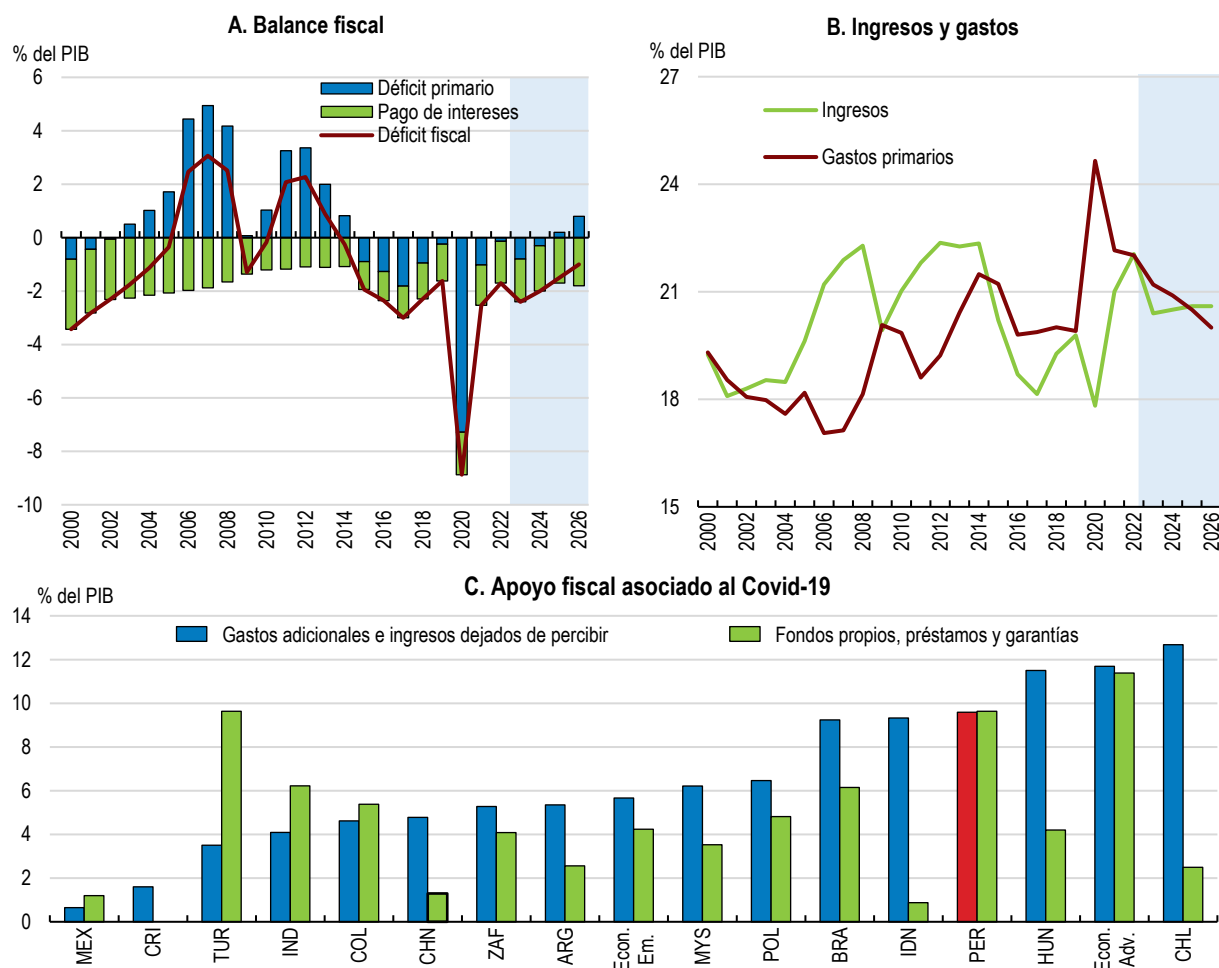 A. Balance fiscal
% del PIB
6
4
2
0
-2
-4
-6
-8
-10
Déficit primario
Pago de intereses
Déficit fiscal
2000
2002
2004
2006
2008
2010
2012
2014
2016
2018
2020
2022
2024
2026
B. Ingresos y gastos
% del PIB
27
24
21
18
15
Ingresos
Gastos primarios
2000
2002
2004
2006
2008
2010
2012
2014
2016
2018
2020
2022
2024
2026
C. Apoyo fiscal asociado al Covid-19
% del PIB
14
12
10
8
6
4
2
0
Gastos adicionales e ingresos dejados de percibir
Fondos propios, préstamos y garantías
MEX
CRI
TUR
IND
COL
CHN
ZAF
ARG
Econ.
Em.
MYS
POL
BRA
IDN
PER
HUN
Econ.
Adv.
CHL